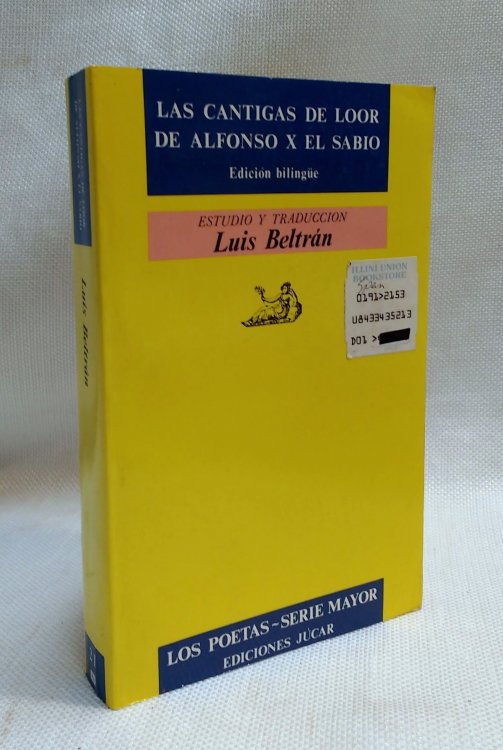 LAS CANTIGAS DE LOOR
DE ALFONSO X EL SABIO
Edición bilingüe
ESTUDIO Y TRADUCCION
Luis Beltrán
ILLINI UNION
BOOKSTORE
0191>2153
U8433435213
D01 >
LOS POETAS-SERIE MAYOR
EDICIONES JÚCAR
Luis Beltrán